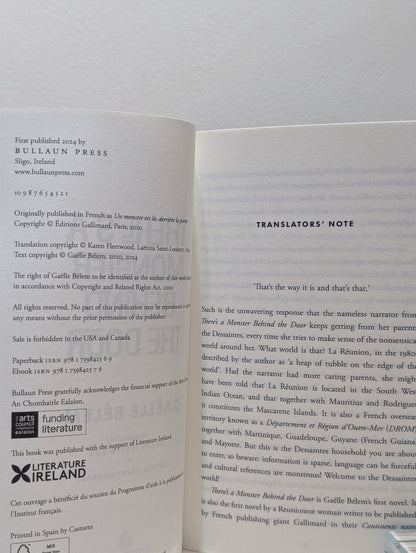 First published 2024 by
BULLAUN PRESS
Sligo, Ireland
www.bullaunpress.com
10 9 8 7 6 5 4 3 2 1
Originally published in French as Un monstre est là, derrière la porte
Copyright © Éditions Gallimard, Paris, 2020
Translation copyright © Karen Fleetwood, Laëtitia Saint-Loubert, 2024
Text copyright © Gaëlle Bélem, 2020, 2024
The right of Gaëlle Bélem to be identified as the author of this work
in accordance with Copyright and Related Rights Act, 2000
All rights reserved. No part of this publication may be reproduced
any means without the prior permission of the publisher.
Sale is forbidden in the USA and Canada.
Paperback ISBN 978 1 7398423 6 9
Ebook ISBN 978 1 7398423 7 6
Bullaun Press gratefully acknowledges the financial support of the Arts
An Chomhairle Ealaíon.
arts
council
ealaíon
funding
literature
This book was published with the support of Literature Ireland.
LITERATURE
IRELAND
Cet ouvrage a bénéficié du soutien du Programme d'aide à la publication
l'Institut français.
Printed in Spain by Castuera
MIX
TRANSLATORS' NOTE
'That's the way it is and that's that.'
Such is the unwavering response that the nameless narrator from
There's a Monster Behind the Door keeps getting from her parents,
the Dessaintes, every time she tries to make sense of the nonsensical
world around her. What world is that? La Réunion, in the 1980s,
described by the author as 'a heap of rubble on the edge of the
world'. Had the narrator had more caring parents, she might
have been told that La Réunion is located in the South West
Indian Ocean, and that together with Mauritius and Rodrigues
it constitutes the Mascarene Islands. It is also a French overseas
territory known as a Département et Région d'Outre-Mer (DROM)
together with Martinique, Guadeloupe, Guyane (French Guiana)
and Mayotte. But this is the Dessaintes household you are about
to enter, so beware: information is sparse, language can be forceful
and cultural references are monstrous! Welcome to the Dessaintes'
world!
There's a Monster Behind the Door is Gaëlle Bélem's first novel. It
is also the first novel by a Reunionese woman writer to be published
by French publishing giants Gallimard in their Continents noirs